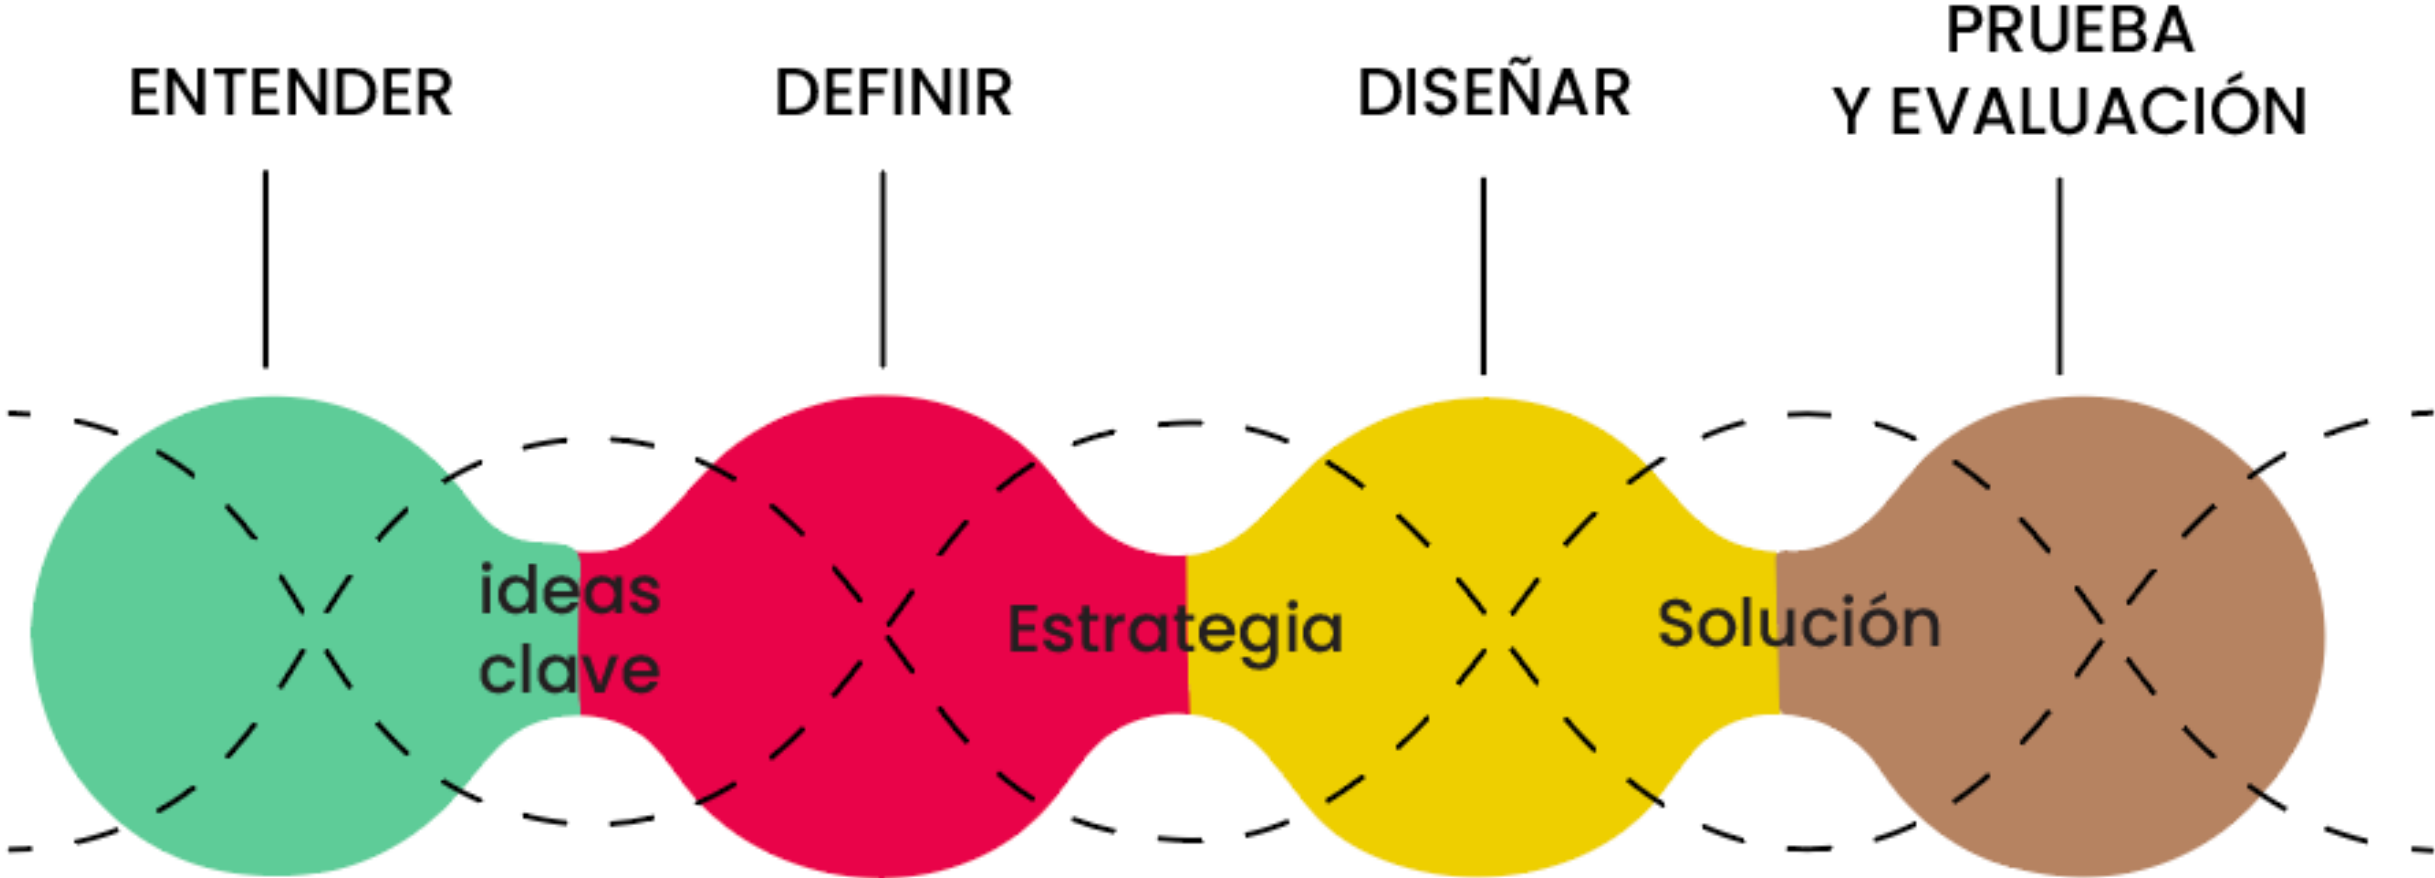 ENTENDER
DEFINIR
DISEÑAR
PRUEBA
Y EVALUACIÓN
ideas
clave
Estrategia
Solución